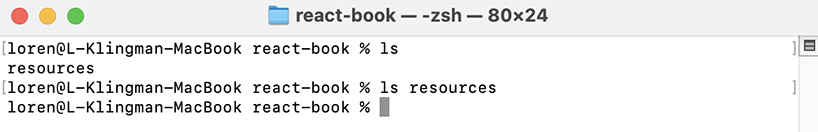 react-book — -zsh — 80×24
[loren@L-Klingman-MacBook react-book % ls ]
resources
[loren@L-Klingman-MacBook react-book % ls resources ]
loren@L-Klingman-MacBook react-book %